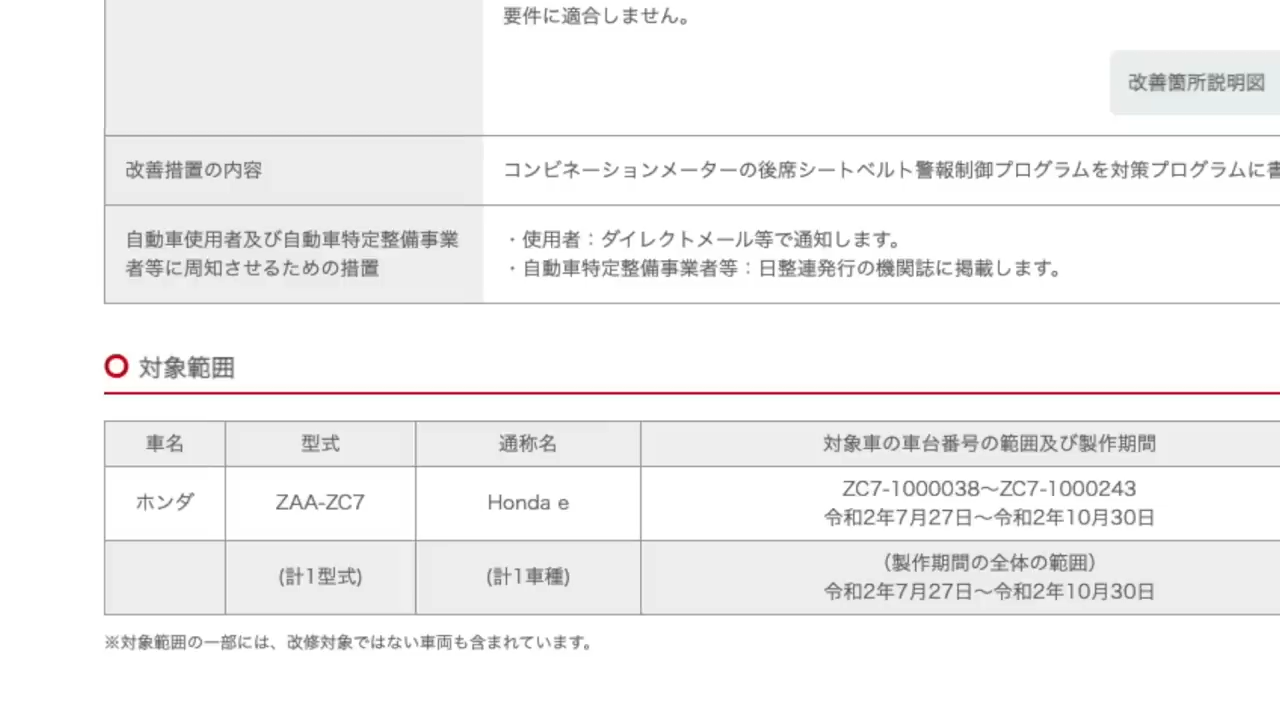 要件に適合しません。
改善箇所説明図
改善措置の内容
コンビネーションメーターの後席シートベルト警報制御プログラムを対策プログラムに書
自動車使用者及び自動車特定整備事業
者等に周知させるための措置
・使用者：ダイレクトメール等で通知します。
・自動車特定整備事業者等：日整連発行の機関誌に掲載します。
対象範囲
車名 型式 通称名 対象車の車台番号の範囲及び製作期間
ホンダ ZAA-ZC7 Honda e ZC7-1000038〜ZC7-1000243
令和2年7月27日〜令和2年10月30日
(計1型式) (計1車種) （製作期間の全体の範囲）
令和2年7月27日〜令和2年10月30日
※対象範囲の一部には、改修対象ではない車両も含まれています。